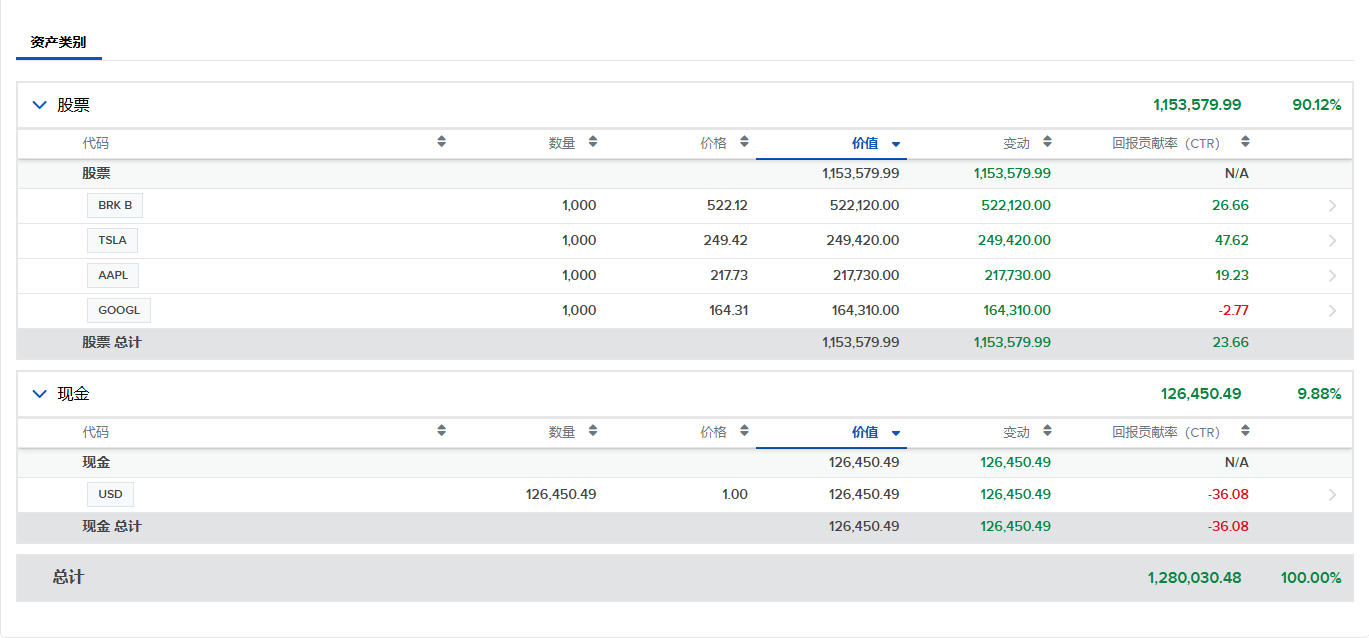 资产类别
股票 1,153,579.99 90.12%
代码 数量 价格 价值 变动 回报贡献率（CTR）
股票 1,153,579.99 1,153,579.99 N/A
BRK B 1,000 522.12 522,120.00 522,120.00 26.66
TSLA 1,000 249.42 249,420.00 249,420.00 47.62
AAPL 1,000 217.73 217,730.00 217,730.00 19.23
GOOGL 1,000 164.31 164,310.00 164,310.00 -2.77
股票 总计 1,153,579.99 1,153,579.99 23.66
现金 126,450.49 9.88%
代码 数量 价格 价值 变动 回报贡献率（CTR）
现金 126,450.49 126,450.49 N/A
USD 126,450.49 1.00 126,450.49 126,450.49 -36.08
现金 总计 126,450.49 126,450.49 -36.08
总计 1,280,030.48 100.00%